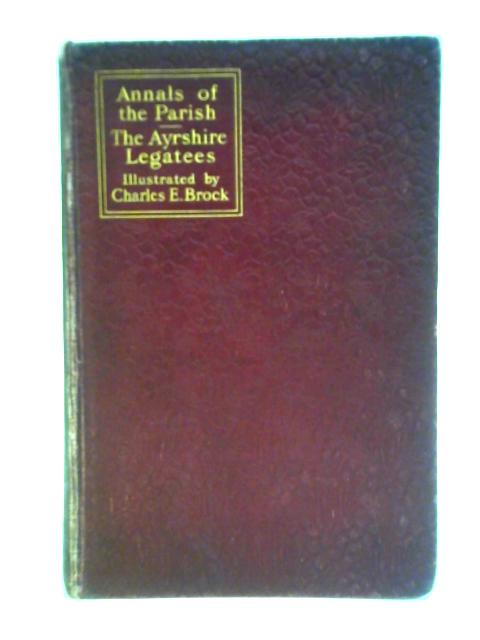 Annals of
the Parish
The Ayrshire
Legatees
Illustrated by
Charles E. Brock